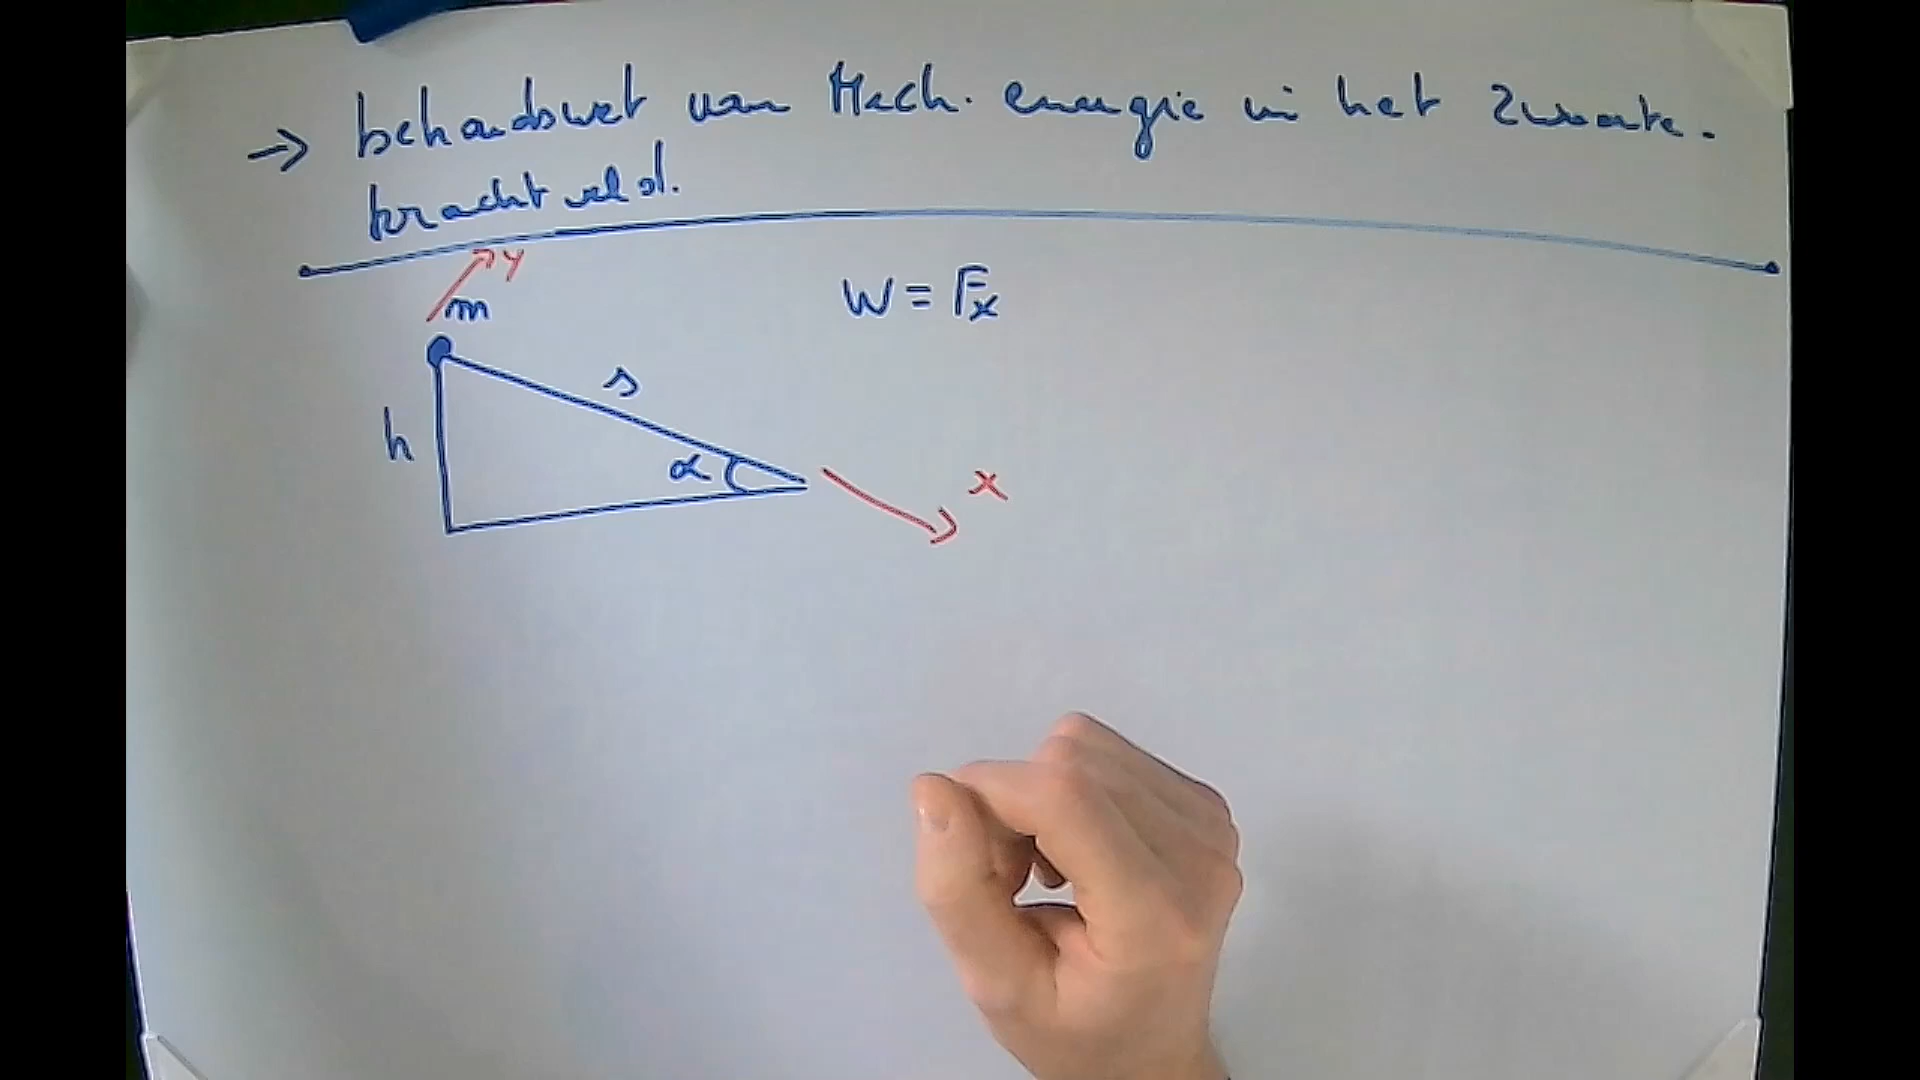 → behoudswet van Mech. energie in het zwaarte-
krachtveld.
y
m
W = Fx
s
h
α
x